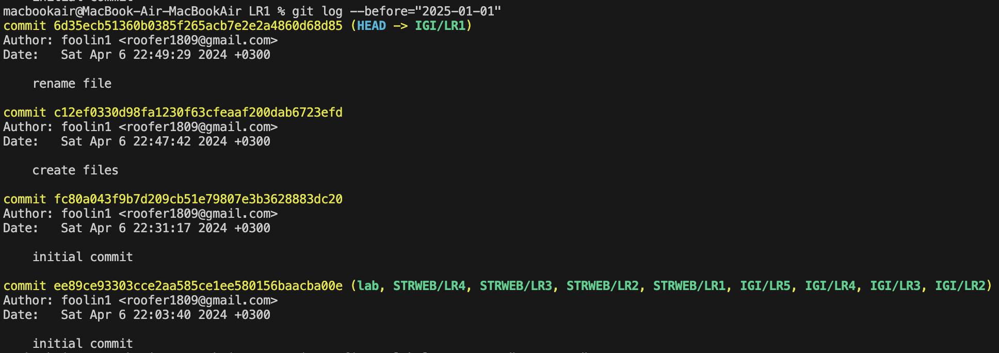 macbookair@MacBook-Air-MacBookAir LR1 % git log --before="2025-01-01"
commit 6d35ecb51360b0385f265acb7e2e2a4860d68d85 (HEAD -> IGI/LR1)
Author: foolin1 <roofer1809@gmail.com>
Date:   Sat Apr 6 22:49:29 2024 +0300
rename file
commit c12ef0330d98fa1230f63cfeaaf200dab6723efd
Author: foolin1 <roofer1809@gmail.com>
Date:   Sat Apr 6 22:47:42 2024 +0300
create files
commit fc80a043f9b7d209cb51e79807e3b3628883dc20
Author: foolin1 <roofer1809@gmail.com>
Date:   Sat Apr 6 22:31:17 2024 +0300
initial commit
commit ee89ce93303cce2aa585ce1ee580156baacba00e (lab, STRWEB/LR4, STRWEB/LR3, STRWEB/LR2, STRWEB/LR1, IGI/LR5, IGI/LR4, IGI/LR3, IGI/LR2)
Author: foolin1 <roofer1809@gmail.com>
Date:   Sat Apr 6 22:03:40 2024 +0300
initial commit